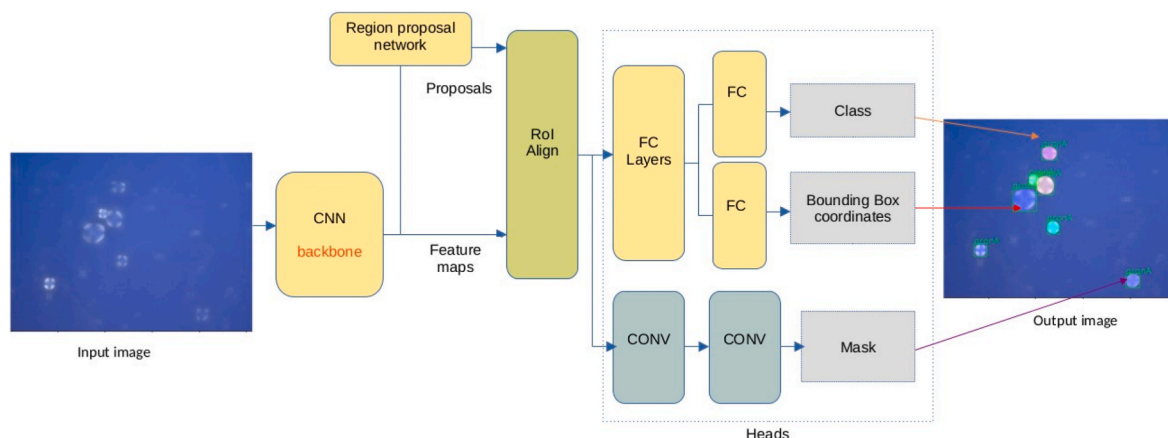 Region proposal
network
Proposals
RoI
Align
FC
Layers
FC
Class
FC
Bounding Box
coordinates
CNN
backbone
Feature
maps
CONV
CONV
Mask
Input image
Output image
Heads